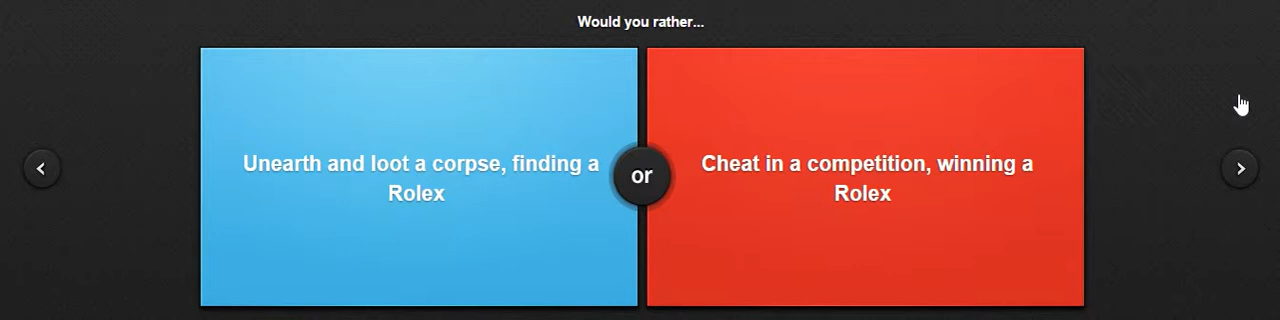 Would you rather...
Unearth and loot a corpse, finding a
Rolex
or
Cheat in a competition, winning a
Rolex